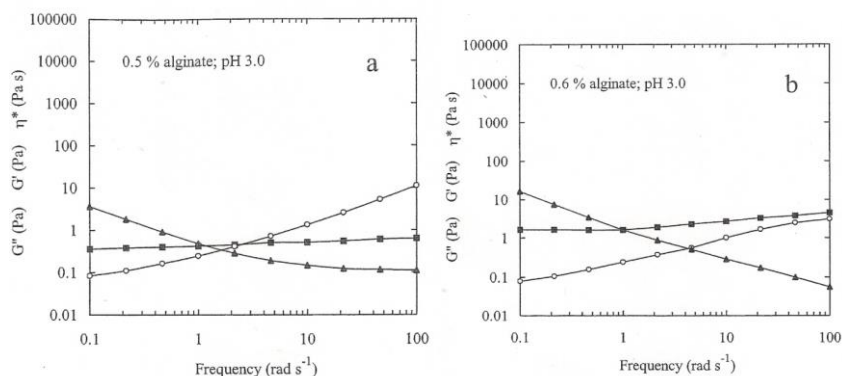 100000
10000
1000
100
10
1
0.1
0.01
G'' (Pa) G' (Pa) η* (Pa s)
0.5 % alginate; pH 3.0
a
0.1 1 10 100
Frequency (rad s⁻¹)
100000
10000
1000
100
10
1
0.1
0.01
G'' (Pa) G' (Pa) η* (Pa s)
0.6 % alginate; pH 3.0
b
0.1 1 10 100
Frequency (rad s⁻¹)